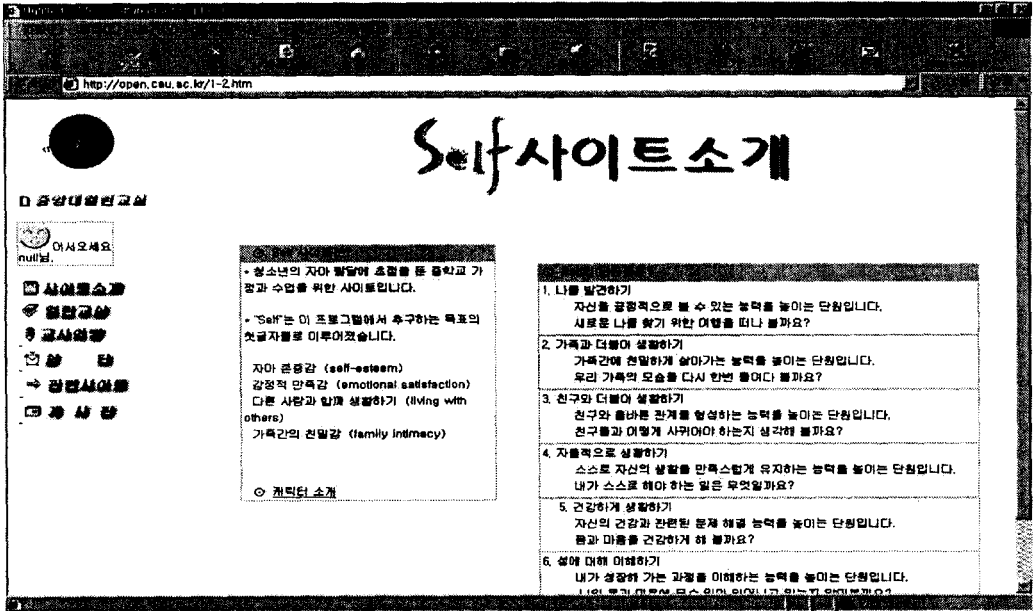 http://open.cau.ac.kr/1-2.htm
Self 사이트소개
중앙대열린교실
어서오세요
null님.
사이트소개
열린교실
교사의방
상 담
관련사이트
게 시 판
• 청소년의 자아 발달에 초점을 둔 중학교 가
정과 수업을 위한 사이트입니다.
• "Self"는 이 프로그램에서 추구하는 목표의
첫글자들로 이루어졌습니다.
자아 존중감 (self-esteem)
감정적 만족감 (emotional satisfaction)
다른 사람과 함께 생활하기 (living with
others)
가족간의 친밀감 (family intimacy)
⊙ 캐릭터 소개
1. 나를 발견하기
자신을 긍정적으로 볼 수 있는 능력을 높이는 단원입니다.
새로운 나를 찾기 위한 여행을 떠나 볼까요?
2. 가족과 더불어 생활하기
가족간에 친밀하게 살아가는 능력을 높이는 단원입니다.
우리 가족의 모습을 다시 한번 들여다 볼까요?
3. 친구와 더불어 생활하기
친구와 올바른 관계를 형성하는 능력을 높이는 단원입니다.
친구들과 어떻게 사귀어야 하는지 생각해 볼까요?
4. 자율적으로 생활하기
스스로 자신의 생활을 만족스럽게 유지하는 능력을 높이는 단원입니다.
내가 스스로 해야 하는 일은 무엇일까요?
5. 건강하게 생활하기
자신의 건강과 관련된 문제 해결 능력을 높이는 단원입니다.
몸과 마음을 건강하게 해 볼까요?
6. 성에 대해 이해하기
내가 성장해 가는 과정을 이해하는 능력을 높이는 단원입니다.